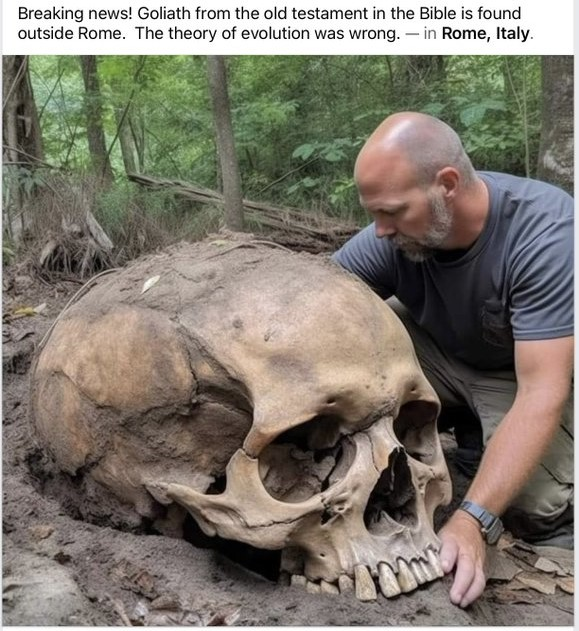 Breaking news! Goliath from the old testament in the Bible is found
outside Rome.  The theory of evolution was wrong. — in Rome, Italy.